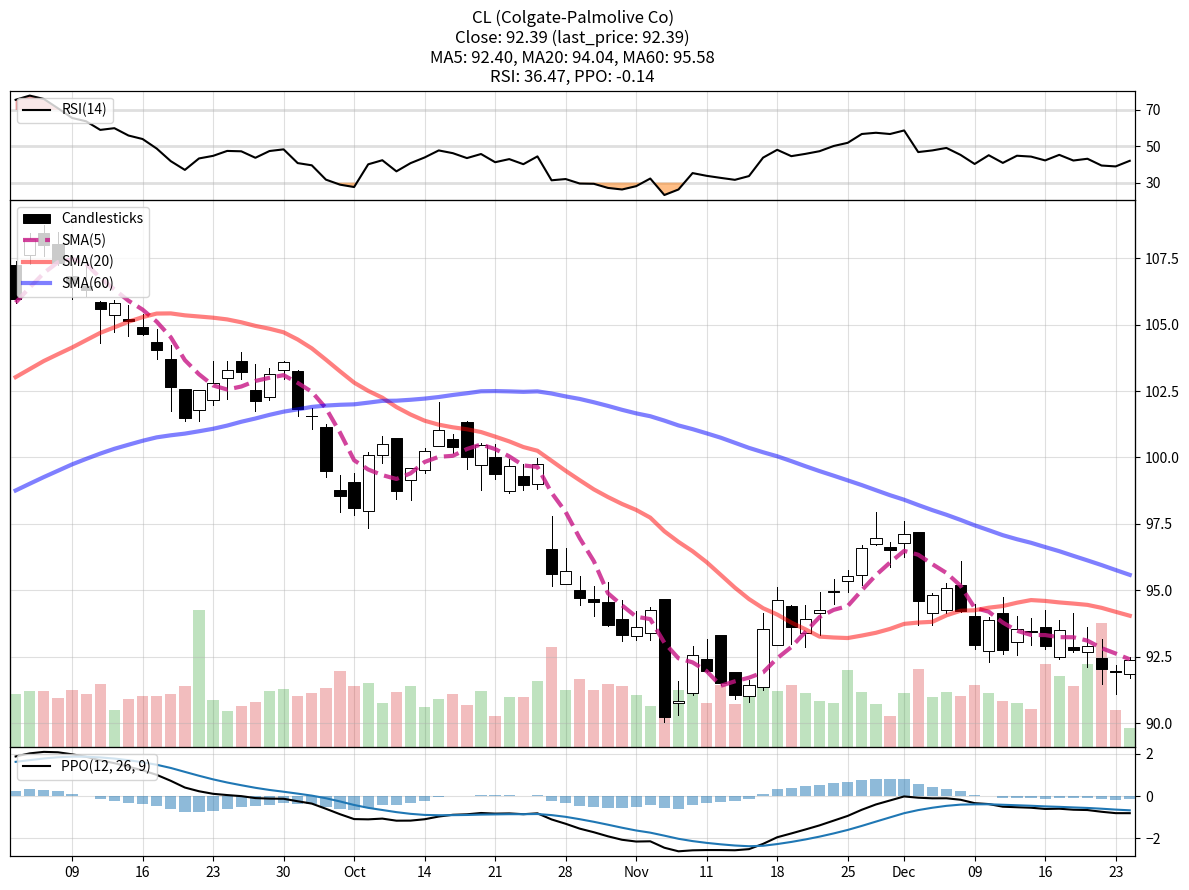 CL (Colgate-Palmolive Co)
Close: 92.39 (last_price: 92.39)
MA5: 92.40, MA20: 94.04, MA60: 95.58
RSI: 36.47, PPO: -0.14
RSI(14)
70
50
30
Candlesticks
SMA(5)
SMA(20)
SMA(60)
107.5
105.0
102.5
100.0
97.5
95.0
92.5
90.0
PPO(12, 26, 9)
2
0
−2
09 16 23 30 Oct 14 21 28 Nov 11 18 25 Dec 09 16 23